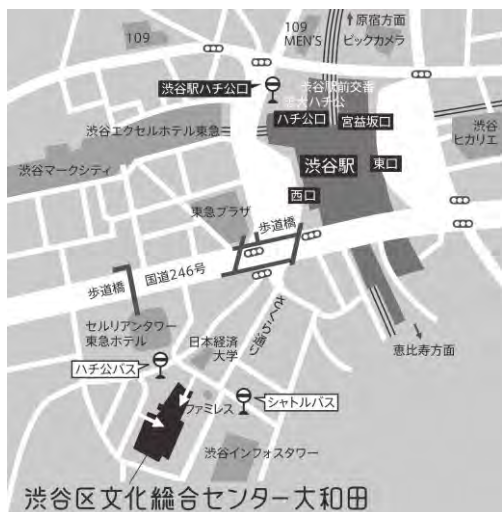 ↑原宿方面
109
MEN'S
ビックカメラ
109
渋谷駅ハチ公口
渋谷駅前交番
ハチ公口
宮益坂口
渋谷エクセルホテル東急
渋谷
ヒカリエ
渋谷マークシティ
渋谷駅
東口
西口
東急プラザ
歩道橋
国道246号
歩道橋
セルリアンタワー
東急ホテル
さくら通り
日本経済
大学
恵比寿方面
ハチ公バス
ファミレス
シャトルバス
渋谷インフォスタワー
渋谷区文化総合センター大和田